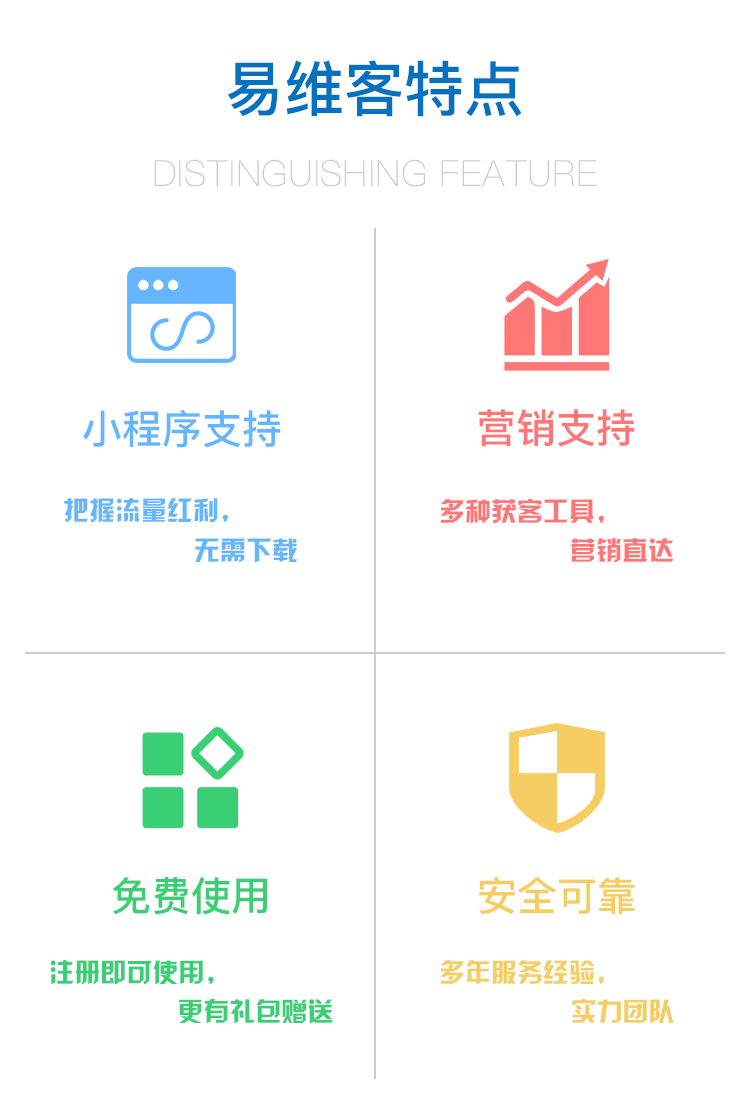 易维客特点
DISTINGUISHING FEATURE
小程序支持
把握流量红利，
无需下载
营销支持
多种获客工具，
营销直达
免费使用
注册即可使用，
更有礼包赠送
安全可靠
多年服务经验，
实力团队